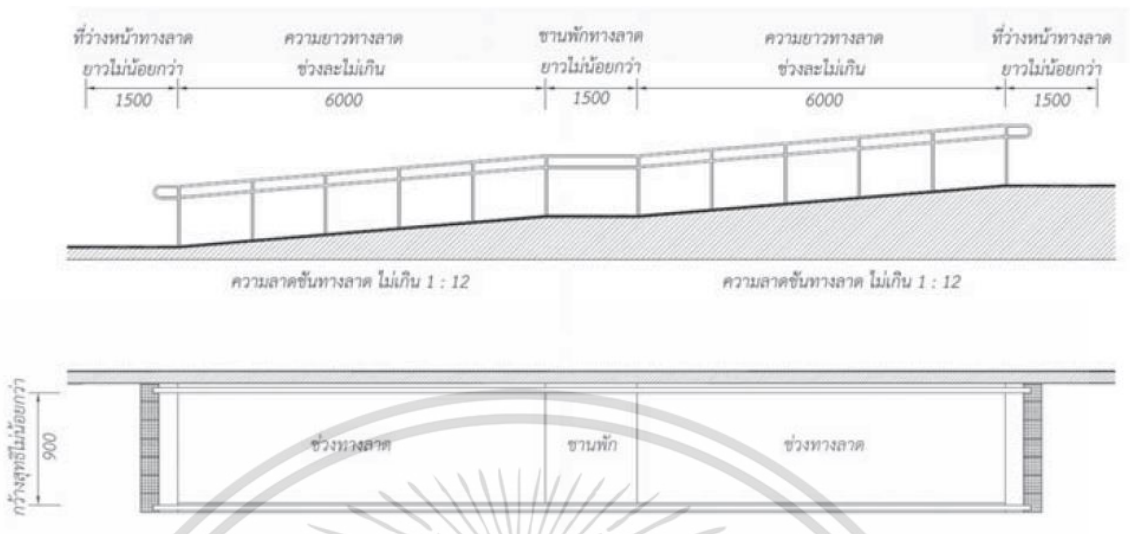 ที่ว่างหน้าทางลาด
ยาวไม่น้อยกว่า
1500
ความยาวทางลาด
ช่วงละไม่เกิน
6000
ชานพักทางลาด
ยาวไม่น้อยกว่า
1500
ความยาวทางลาด
ช่วงละไม่เกิน
6000
ที่ว่างหน้าทางลาด
ยาวไม่น้อยกว่า
1500
ความลาดชันทางลาด ไม่เกิน 1 : 12
ความลาดชันทางลาด ไม่เกิน 1 : 12
กว้างสุทธิไม่น้อยกว่า
900
ช่วงทางลาด
ชานพัก
ช่วงทางลาด